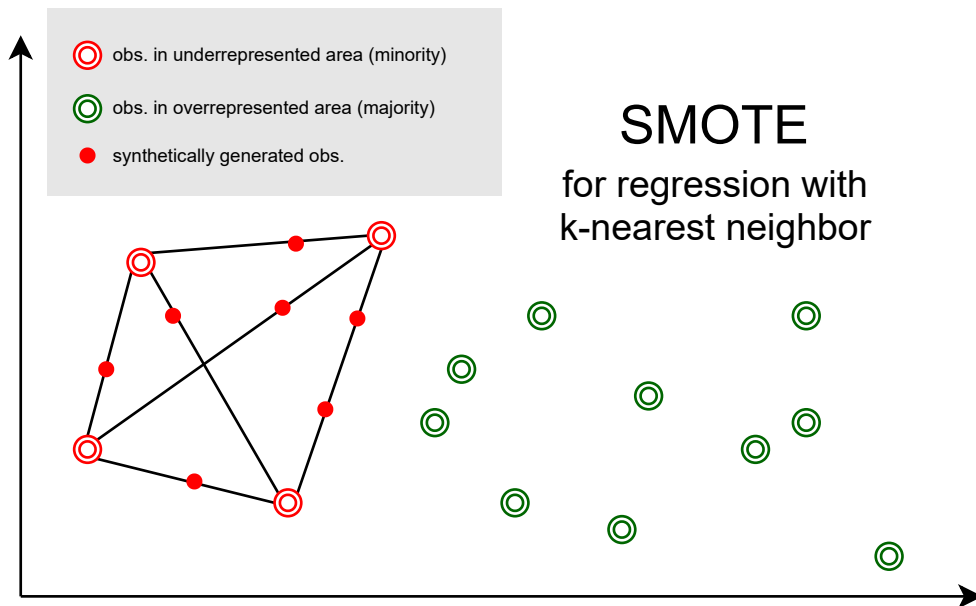 obs. in underrepresented area (minority)
obs. in overrepresented area (majority)
synthetically generated obs.
SMOTE
for regression with
k-nearest neighbor